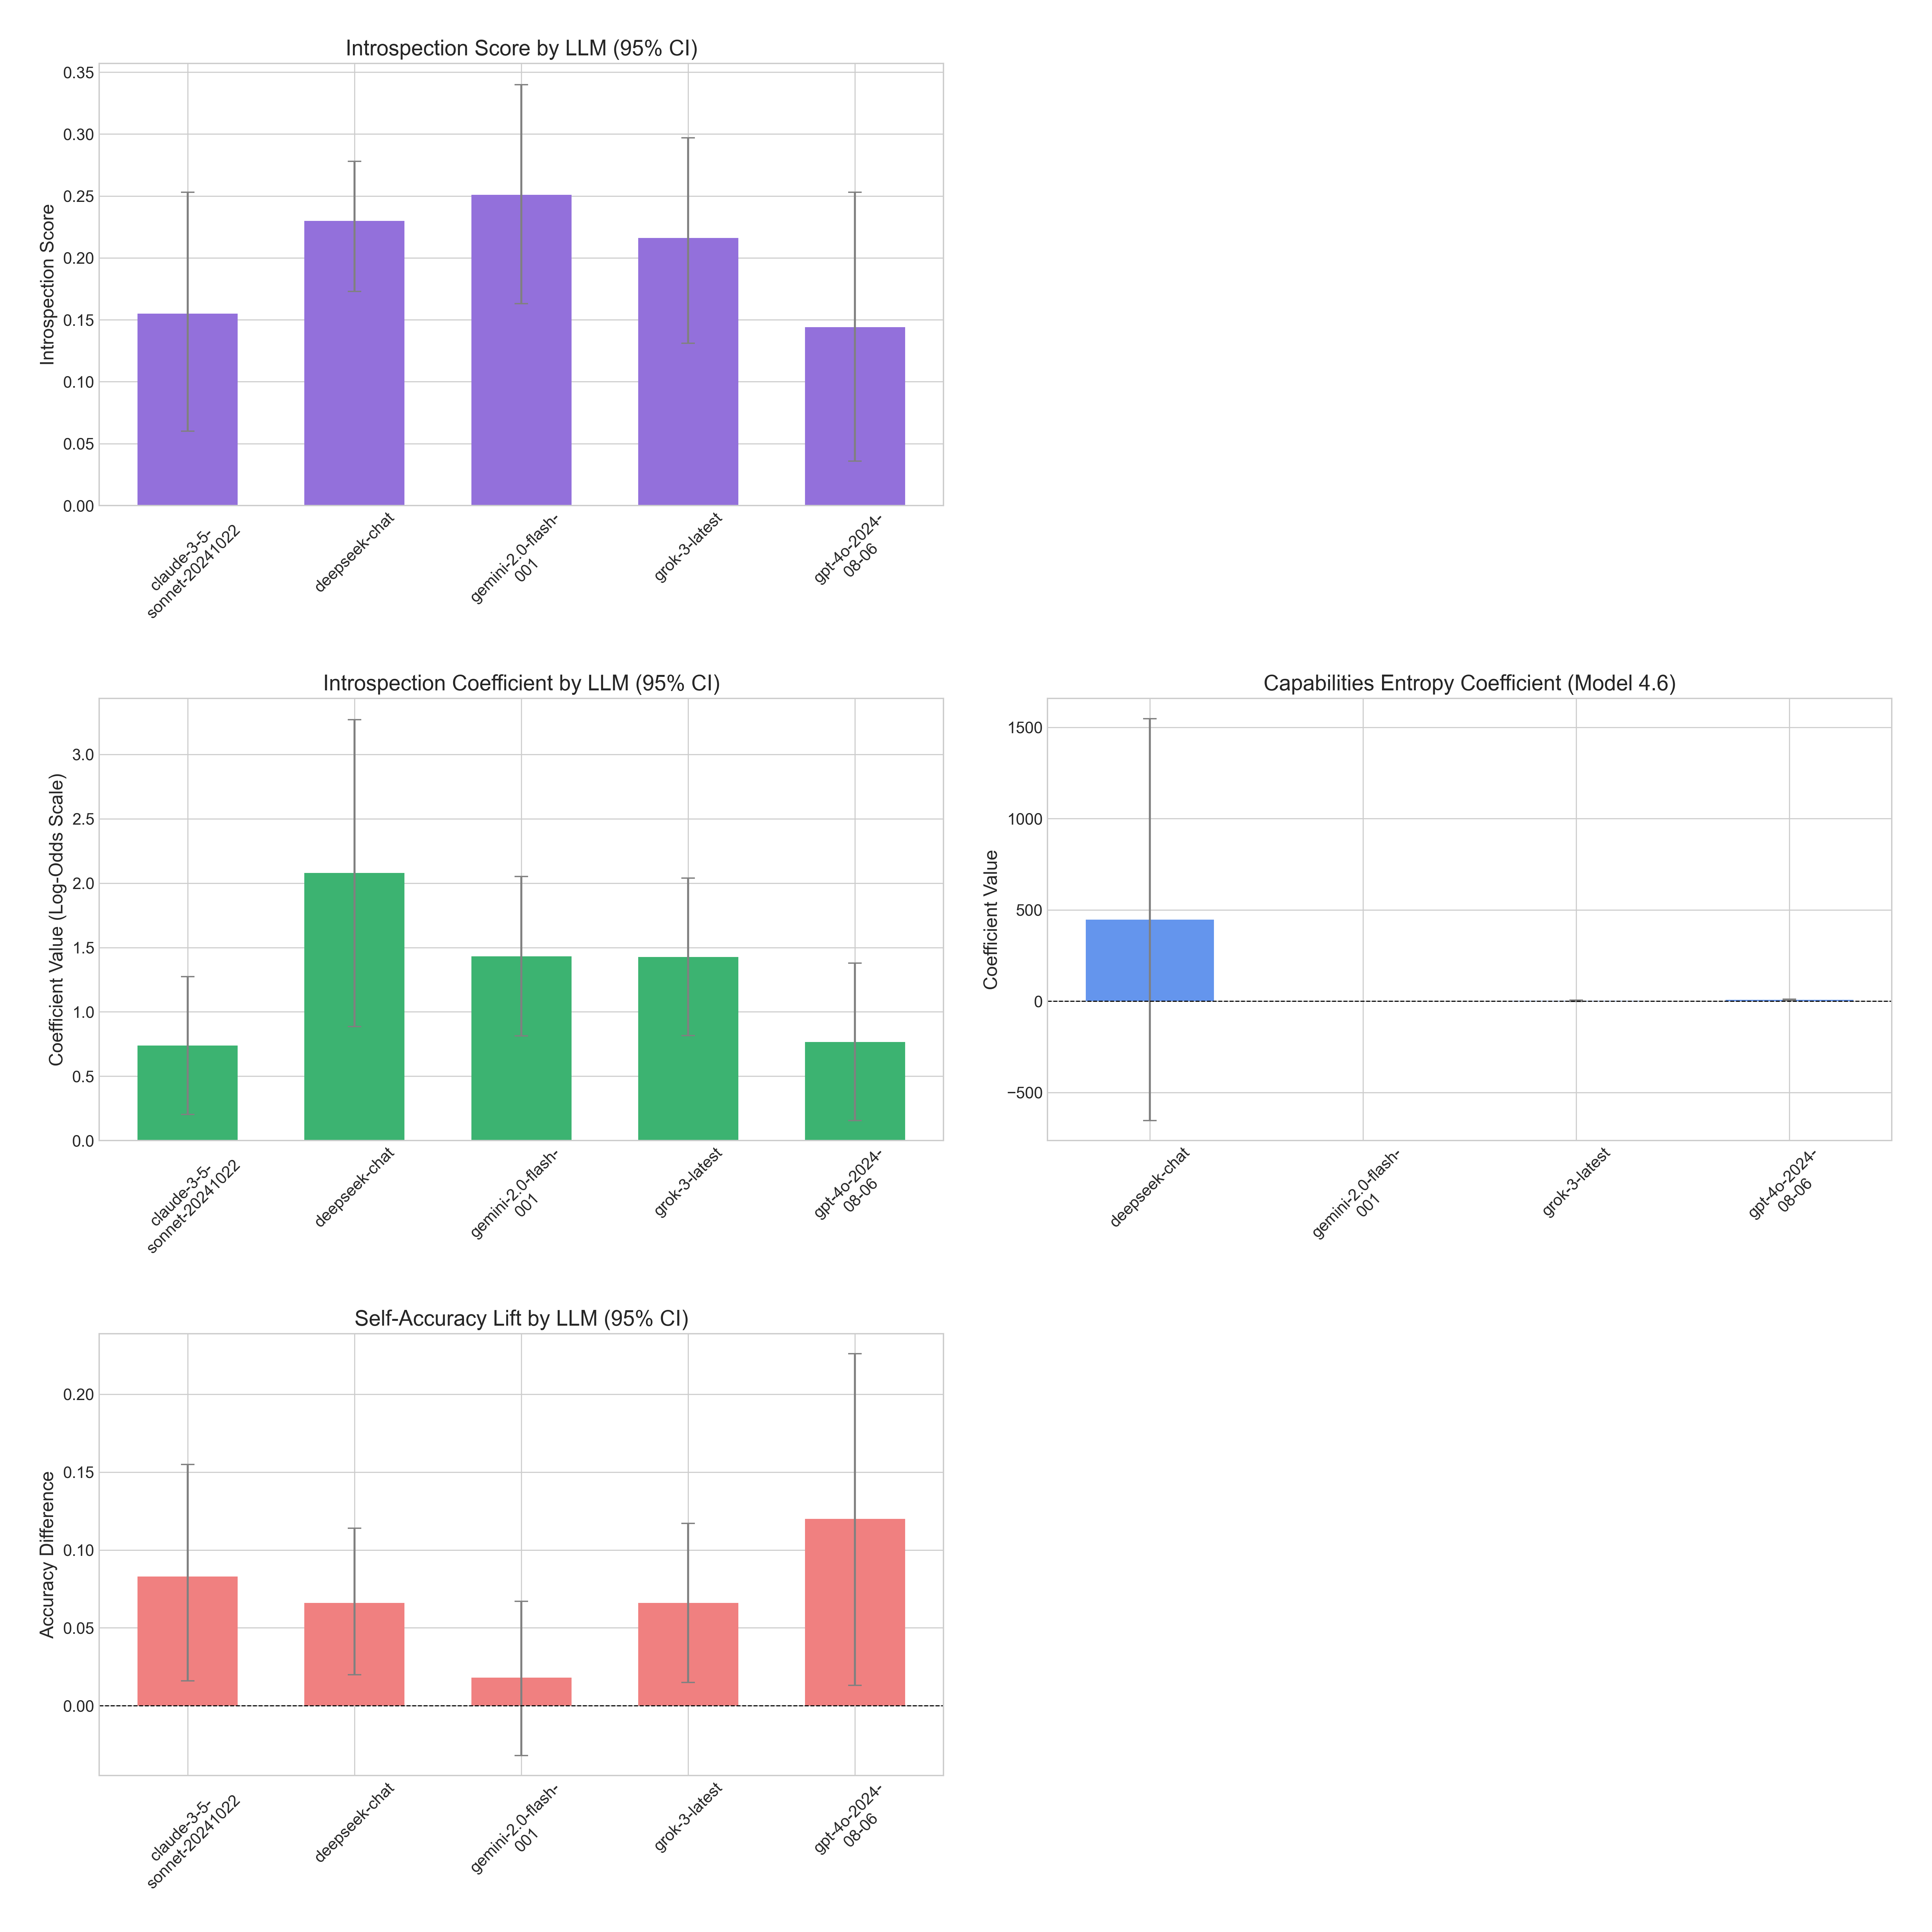 Introspection Score by LLM (95% CI)
Introspection Score
0.35
0.30
0.25
0.20
0.15
0.10
0.05
0.00
claude-3-5-
sonnet-20241022
deepseek-chat
gemini-2.0-flash-
001
grok-3-latest
gpt-4o-2024-
08-06
Introspection Coefficient by LLM (95% CI)
Coefficient Value (Log-Odds Scale)
3.0
2.5
2.0
1.5
1.0
0.5
0.0
claude-3-5-
sonnet-20241022
deepseek-chat
gemini-2.0-flash-
001
grok-3-latest
gpt-4o-2024-
08-06
Capabilities Entropy Coefficient (Model 4.6)
Coefficient Value
1500
1000
500
0
−500
deepseek-chat
gemini-2.0-flash-
001
grok-3-latest
gpt-4o-2024-
08-06
Self-Accuracy Lift by LLM (95% CI)
Accuracy Difference
0.20
0.15
0.10
0.05
0.00
claude-3-5-
sonnet-20241022
deepseek-chat
gemini-2.0-flash-
001
grok-3-latest
gpt-4o-2024-
08-06